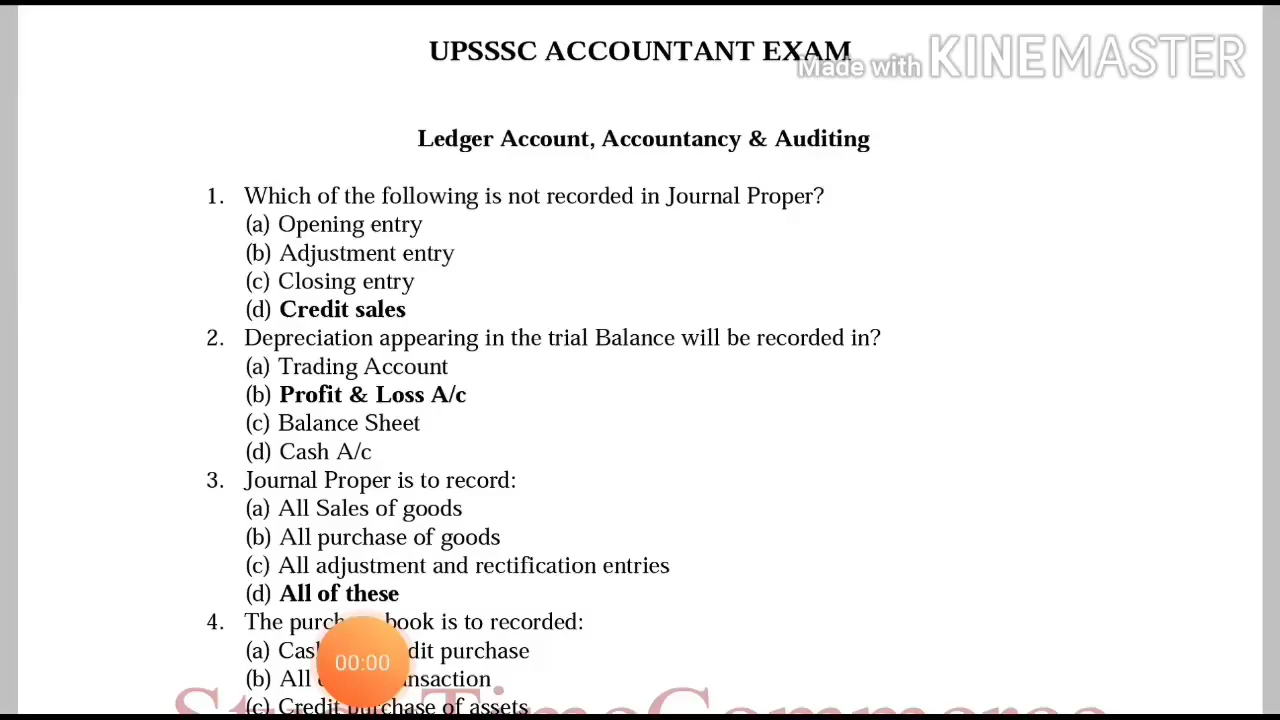 UPSSSC ACCOUNTANT EXAM
Made with KINEMASTER
Ledger Account, Accountancy & Auditing
1. Which of the following is not recorded in Journal Proper?
(a) Opening entry
(b) Adjustment entry
(c) Closing entry
(d) Credit sales
2. Depreciation appearing in the trial Balance will be recorded in?
(a) Trading Account
(b) Profit & Loss A/c
(c) Balance Sheet
(d) Cash A/c
3. Journal Proper is to record:
(a) All Sales of goods
(b) All purchase of goods
(c) All adjustment and rectification entries
(d) All of these
4. The book is to recorded:
(a) purchase
(b) All
(c) Credit purchase of assets
00:00